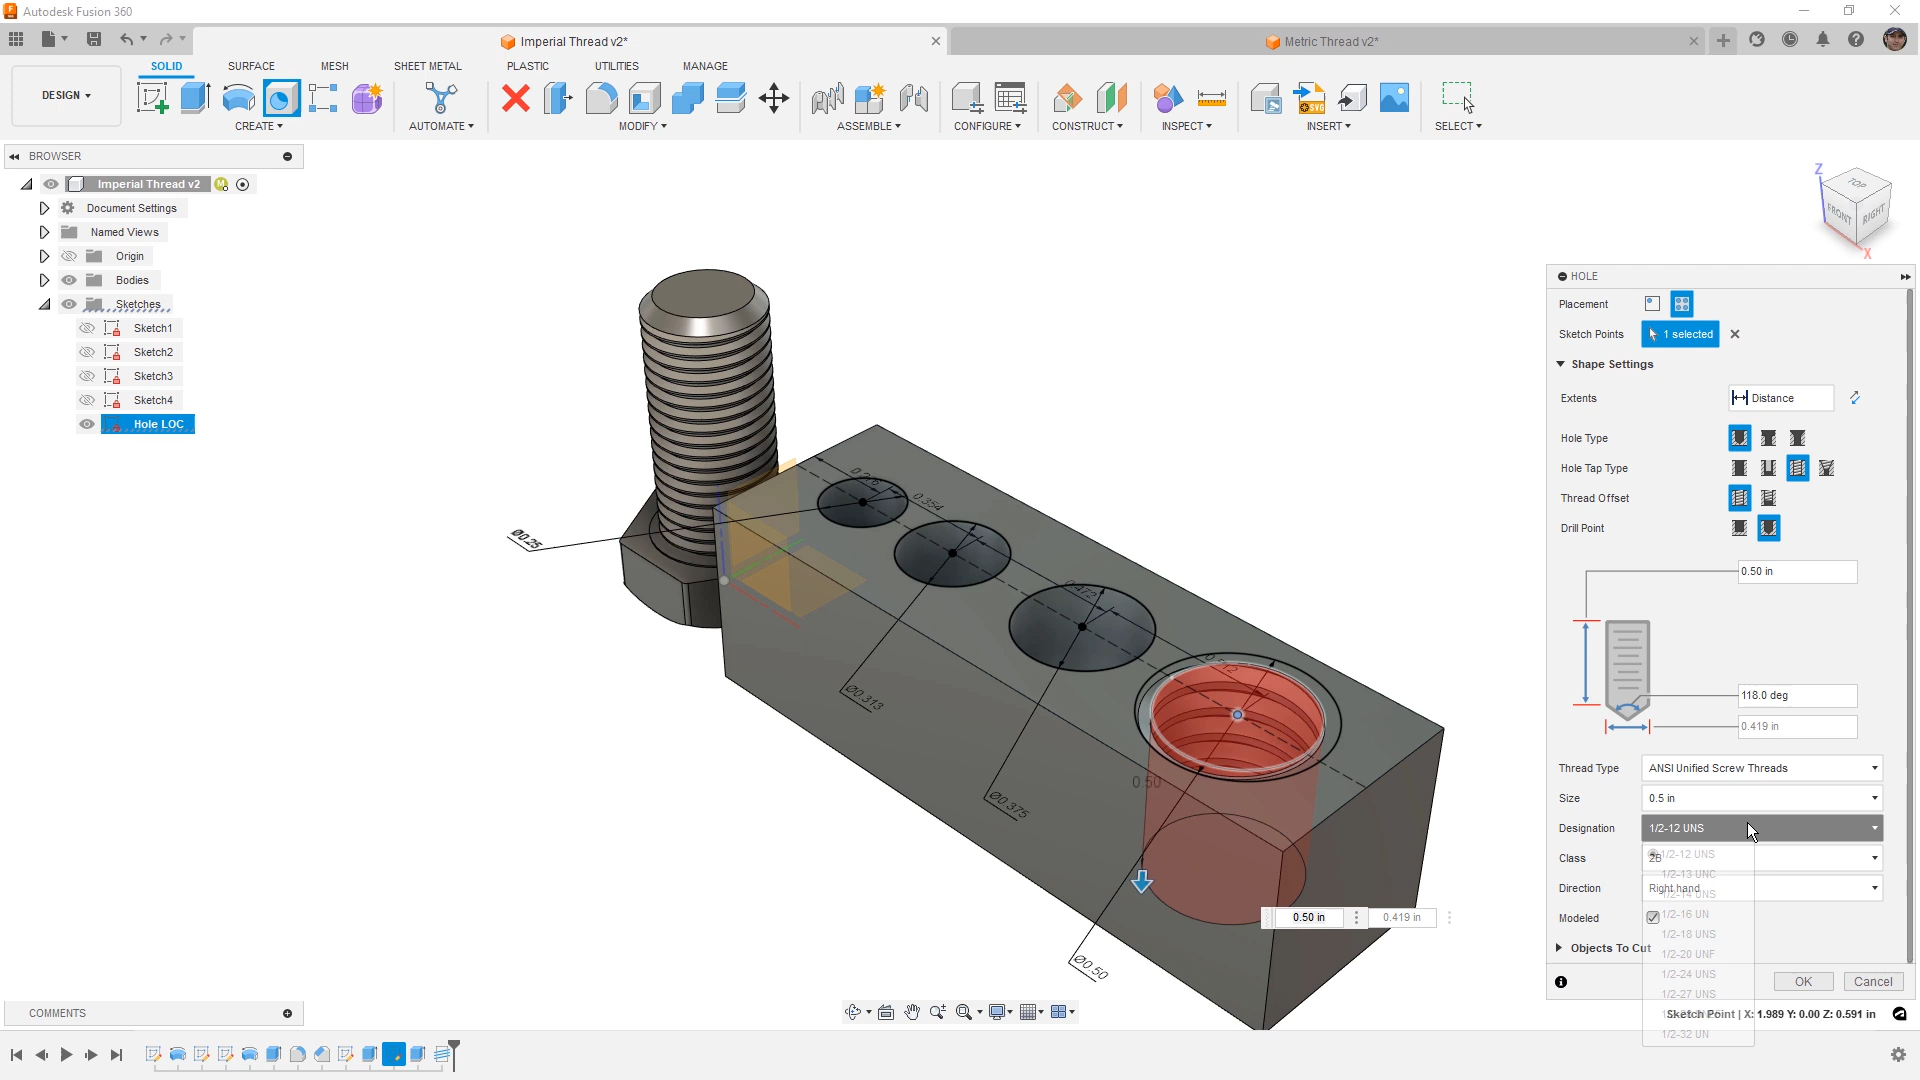 Autodesk Fusion 360
Imperial Thread v2*
Metric Thread v2*
SOLID
SURFACE
MESH
SHEET METAL
PLASTIC
UTILITIES
MANAGE
DESIGN
CREATE
AUTOMATE
MODIFY
ASSEMBLE
CONFIGURE
CONSTRUCT
INSPECT
INSERT
SELECT
SVG
BROWSER
Imperial Thread v2
Document Settings
Named Views
Origin
Bodies
Sketches
Sketch1
Sketch2
Sketch3
Sketch4
Hole LOC
Z
TOP
FRONT
RIGHT
X
Ø0.25
0.354
0.472
Ø0.313
Ø0.375
0.50
Ø0.50
0.50 in
0.419 in
HOLE
Placement
Sketch Points
1 selected
Shape Settings
Extents
Distance
Hole Type
Hole Tap Type
Thread Offset
Drill Point
0.50 in
118.0 deg
0.419 in
Thread Type
ANSI Unified Screw Threads
Size
0.5 in
Designation
1/2-12 UNS
Class
2B
1/2-12 UNS
1/2-13 UNC
Direction
Right hand
1/2-14 UNS
Modeled
1/2-16 UN
1/2-18 UNS
Objects To Cut
1/2-20 UNF
1/2-24 UNS
1/2-27 UNS
1/2-32 UN
OK
Cancel
Sketch Point | X: 1.989 Y: 0.00 Z: 0.591 in
COMMENTS